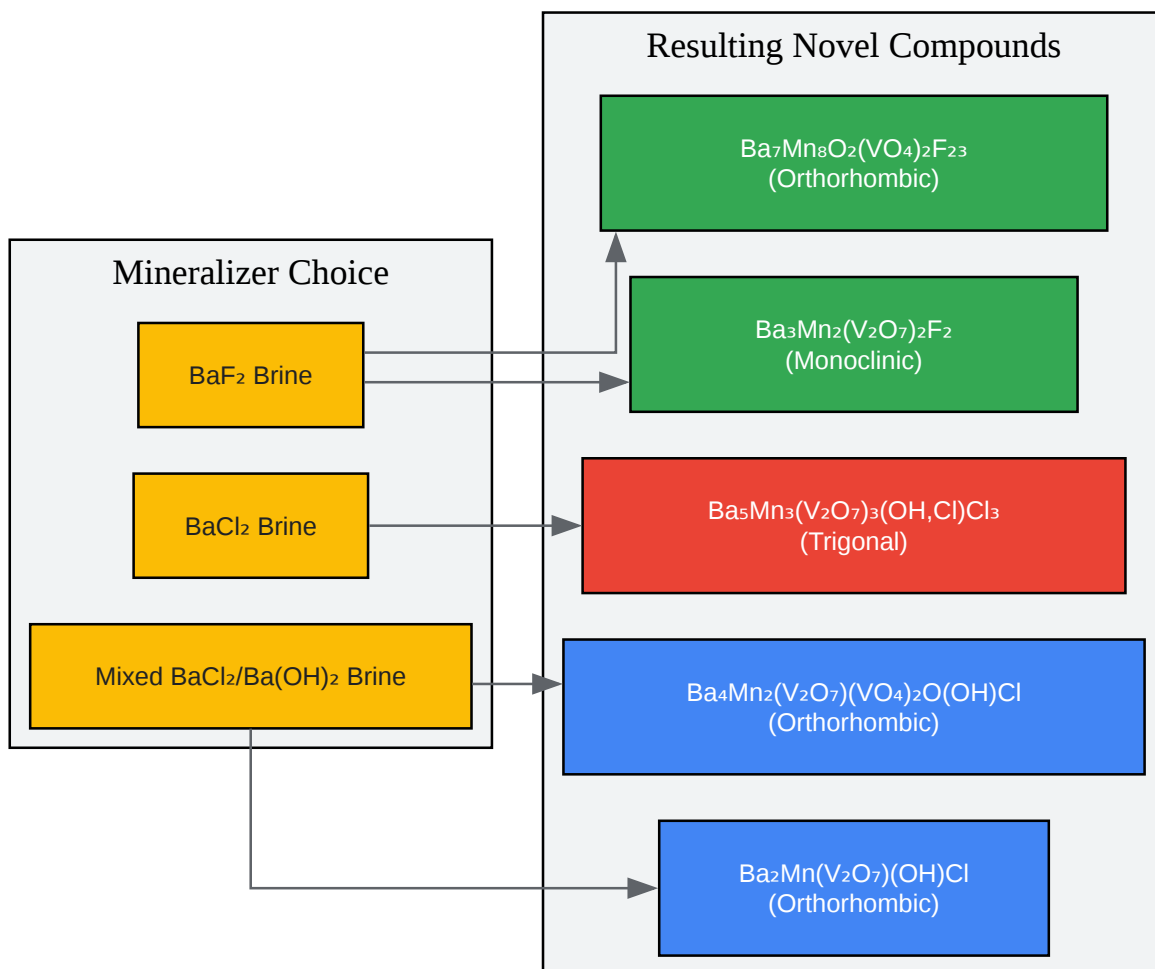 Resulting Novel Compounds
Ba₇Mn₈O₂(VO₄)₂F₂₃
(Orthorhombic)
Mineralizer Choice
BaF₂ Brine
Ba₃Mn₂(V₂O₇)₂F₂
(Monoclinic)
BaCl₂ Brine
Ba₅Mn₃(V₂O₇)₃(OH,Cl)Cl₃
(Trigonal)
Mixed BaCl₂/Ba(OH)₂ Brine
Ba₄Mn₂(V₂O₇)(VO₄)₂O(OH)Cl
(Orthorhombic)
Ba₂Mn(V₂O₇)(OH)Cl
(Orthorhombic)